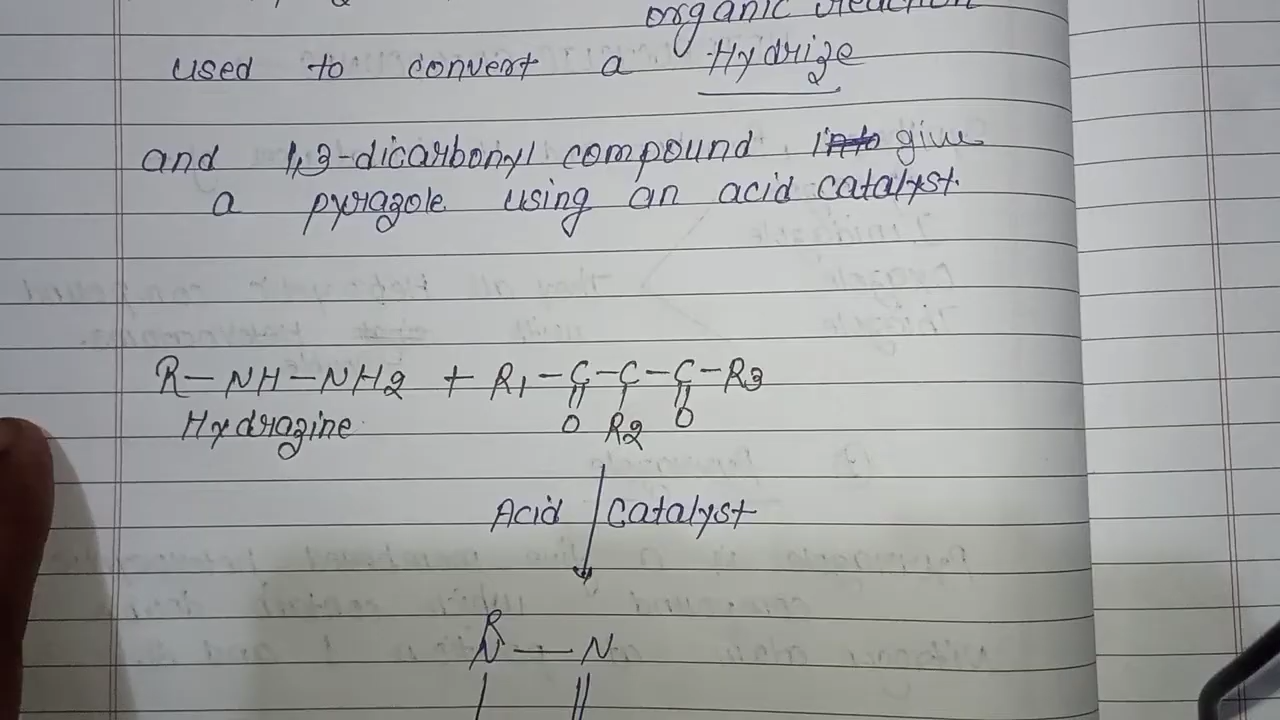 organic reaction
used to convert a Hydrize
and 1,3-dicarbonyl compound into give
a pyrazole using an acid catalyst.
R-NH-NH2 + R1-C-C-C-R3
Hydrazine O R2 O
Acid Catalyst
R
N-N